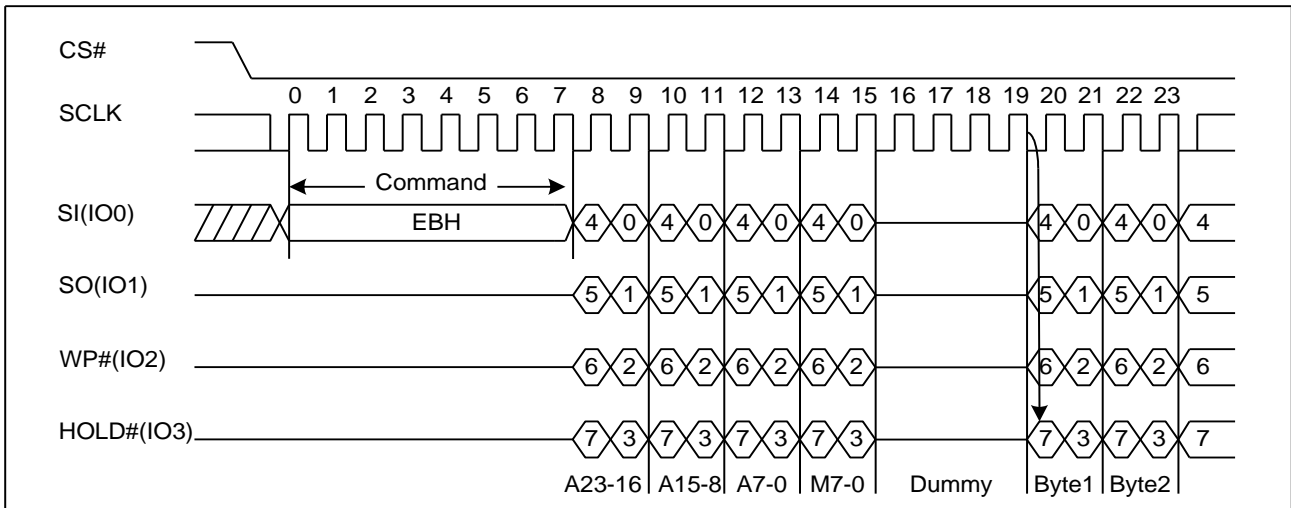 CS#
0 1 2 3 4 5 6 7 8 9 10 11 12 13 14 15 16 17 18 19 20 21 22 23
SCLK
Command
SI(IO0) EBH 4 0 4 0 4 0 4 0 4 0 4 0 4
SO(IO1) 5 1 5 1 5 1 5 1 5 1 5 1 5
WP#(IO2) 6 2 6 2 6 2 6 2 6 2 6 2 6
HOLD#(IO3) 7 3 7 3 7 3 7 3 7 3 7 3 7
A23-16 A15-8 A7-0 M7-0 Dummy Byte1 Byte2